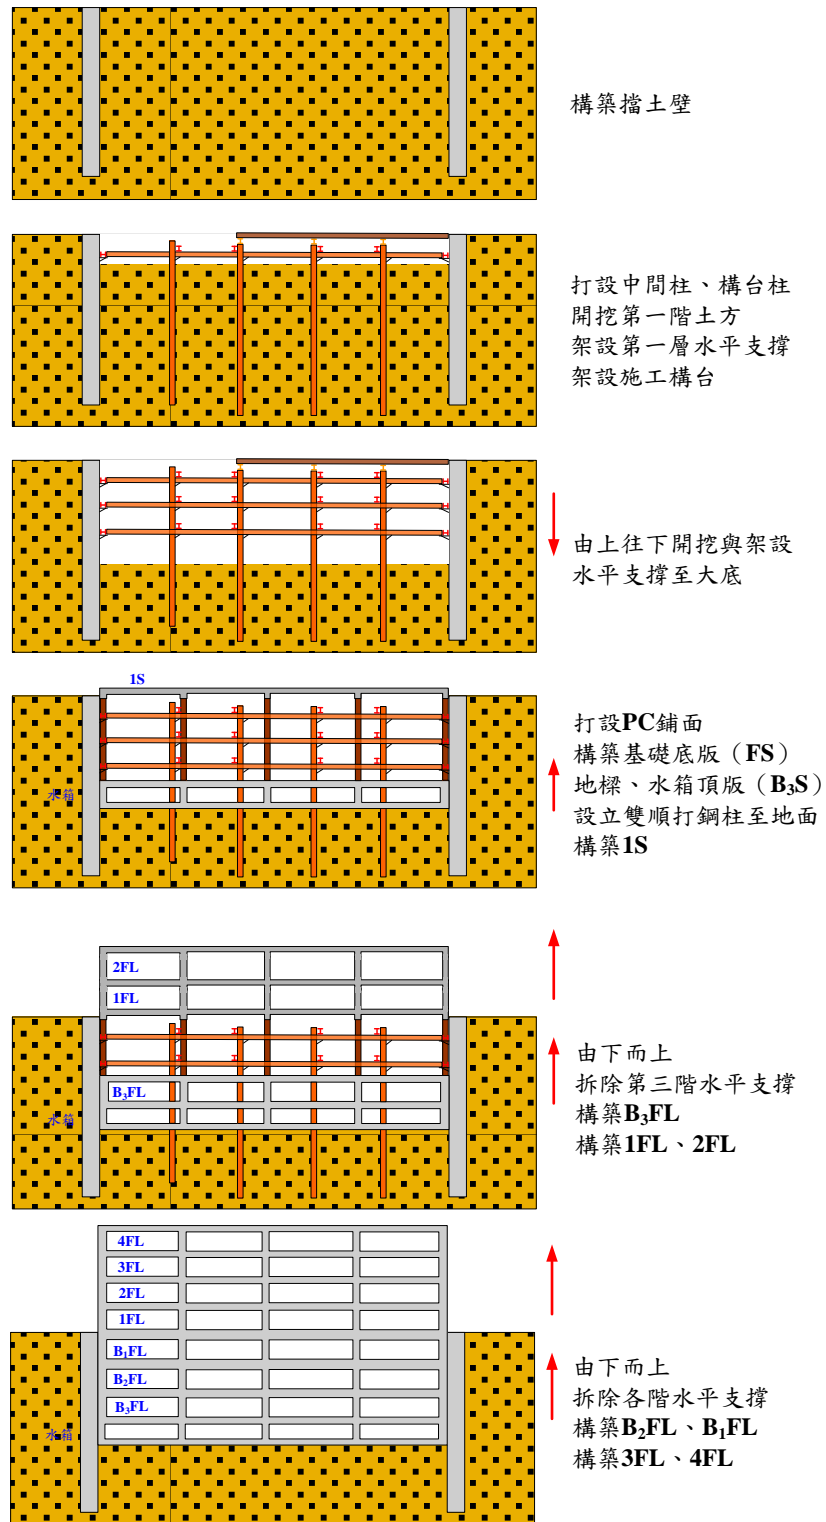 構築擋土壁
打設中間柱、構台柱
開挖第一階土方
架設第一層水平支撐
架設施工構台
由上往下開挖與架設
水平支撐至大底
1S
水箱
打設PC鋪面
構築基礎底版（FS）
地樑、水箱頂版（B₃S）
設立雙順打鋼柱至地面
構築1S
2FL
1FL
B₃FL
水箱
由下而上
拆除第三階水平支撐
構築B₃FL
構築1FL、2FL
4FL
3FL
2FL
1FL
B₁FL
B₂FL
B₃FL
水箱
由下而上
拆除各階水平支撐
構築B₂FL、B₁FL
構築3FL、4FL